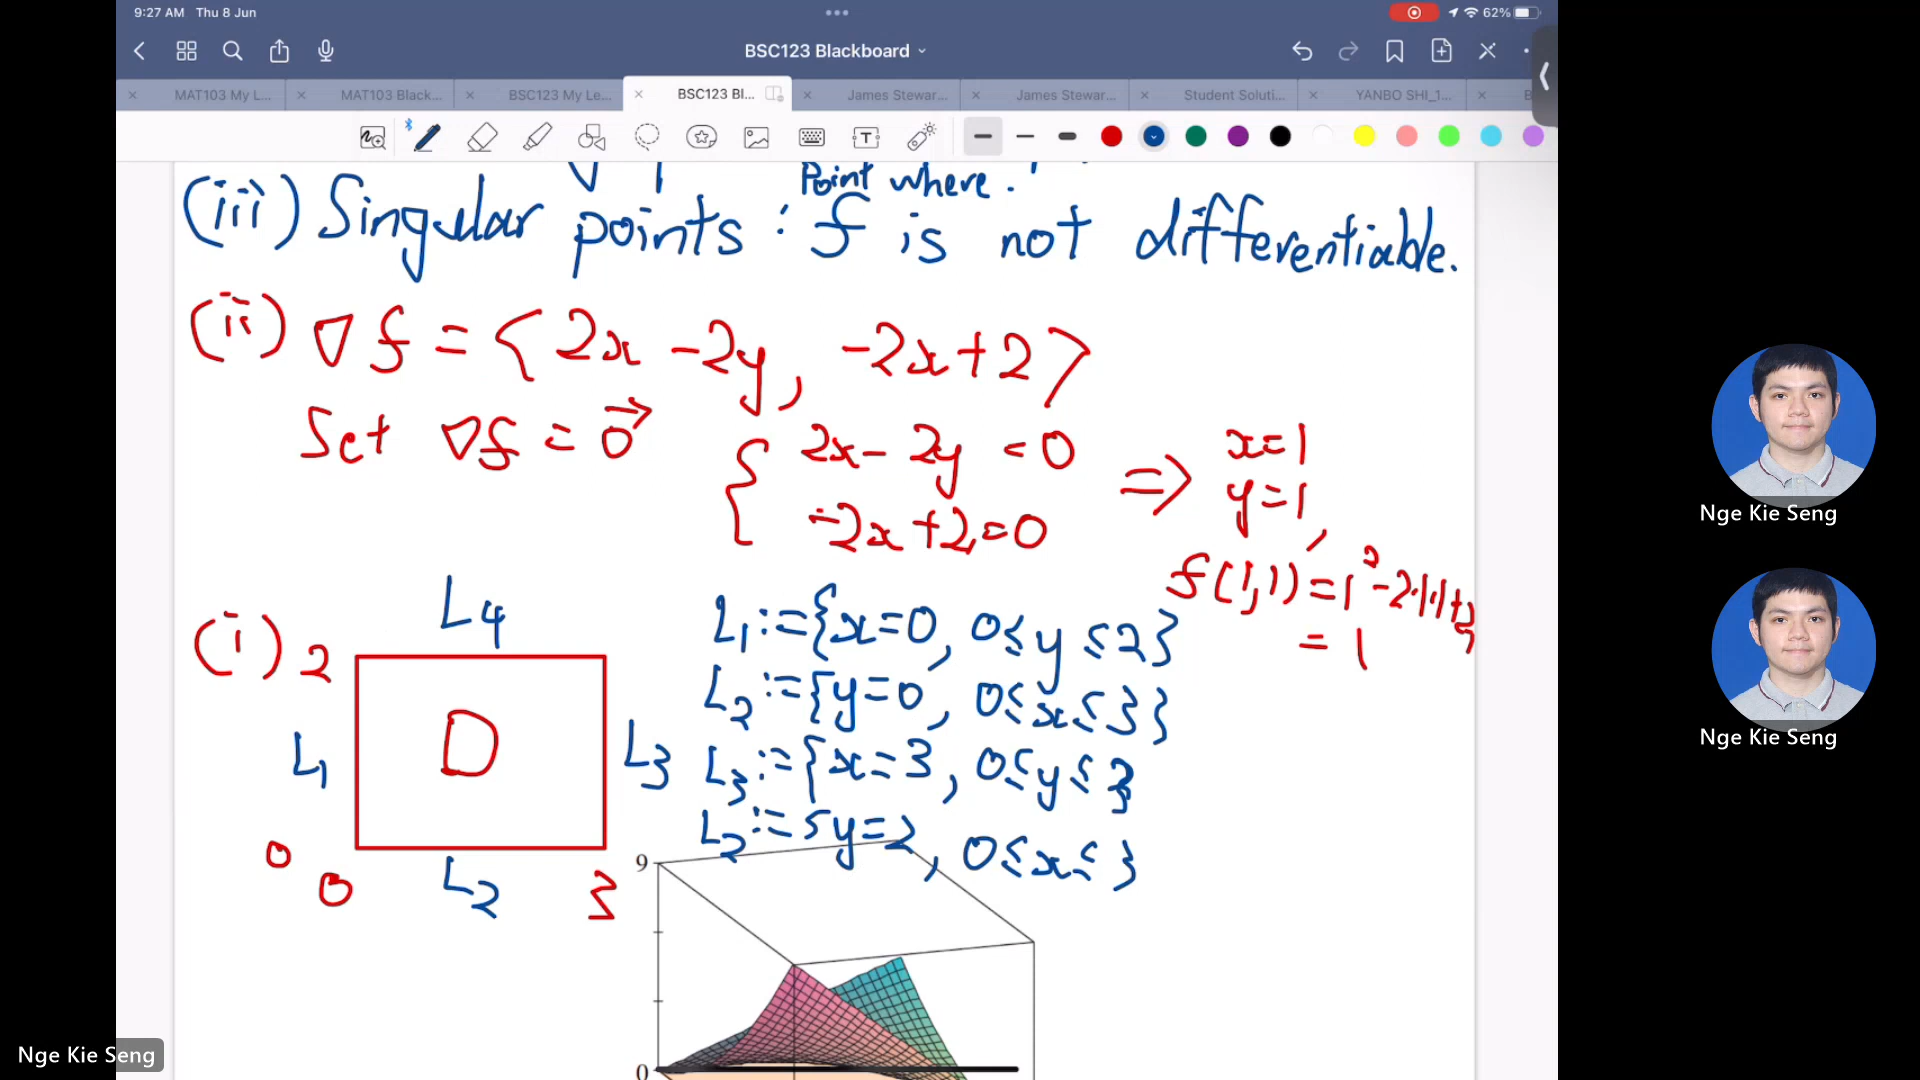 9:27 AM Thu 8 Jun
62%
BSC123 Blackboard
MAT103 My L...
MAT103 Black...
BSC123 My Le...
BSC123 Bl...
James Stewar...
James Stewar...
Student Soluti...
YANBO SHI_1...
B
Point where.
(iii) Singular points : f is not differentiable.
(ii) ∇f = ⟨2x -2y, -2x+2⟩
Set ∇f = 0⃗
{ 2x - 2y = 0
-2x+2=0
⇒ x=1
y=1,
f(1,1) = 1² -2·1·1+2·1
= 1
(i) 2
L4
D
L1
L3
0
0
L2
3
L1:={x=0, 0≤y≤2}
L2:={y=0, 0≤x≤3}
L3:={x=3, 0≤y≤2
L2:={y=2, 0≤x≤3
9
0
Nge Kie Seng
Nge Kie Seng
Nge Kie Seng